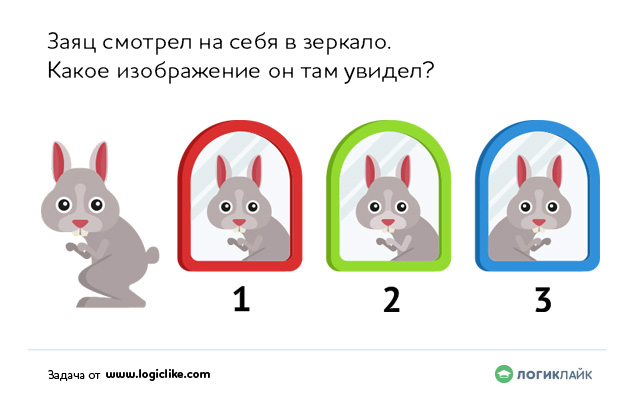 Заяц смотрел на себя в зеркало.
Какое изображение он там увидел?
1
2
3
Задача от www.logiclike.com
ЛОГИКЛАЙК